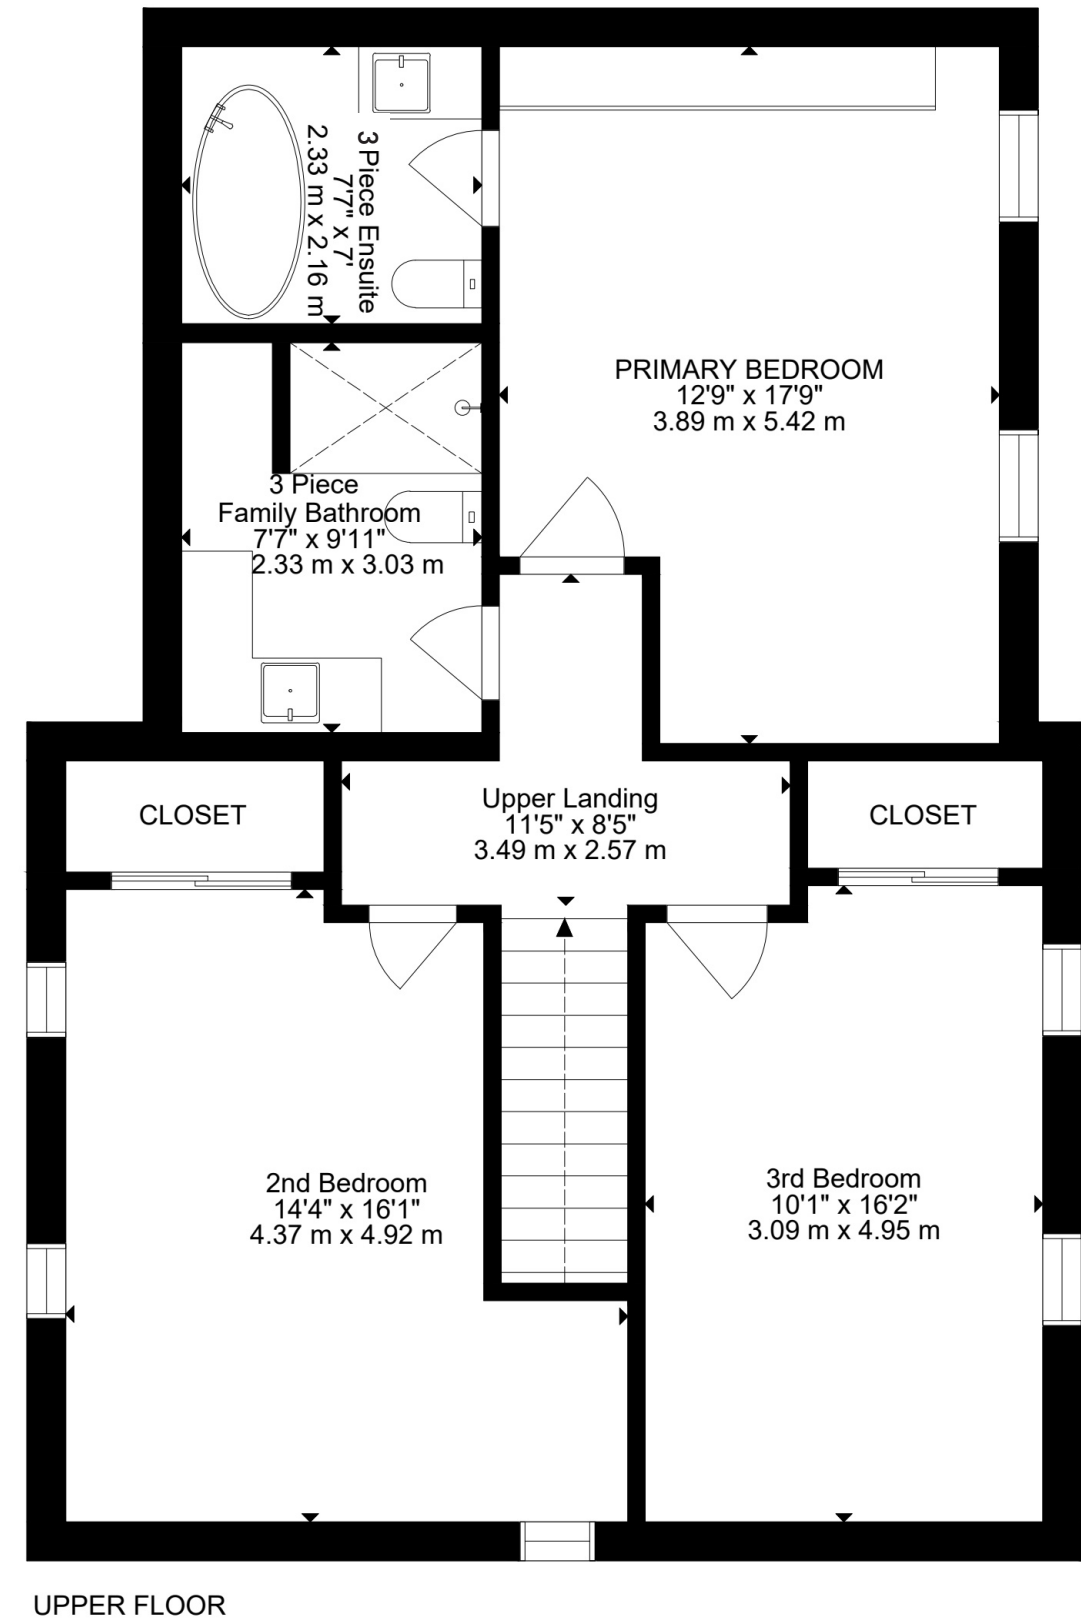 3 Piece Ensuite
7'7" x 7'
2.33 m x 2.16 m
PRIMARY BEDROOM
12'9" x 17'9"
3.89 m x 5.42 m
3 Piece
Family Bathroom
7'7" x 9'11"
2.33 m x 3.03 m
CLOSET
Upper Landing
11'5" x 8'5"
3.49 m x 2.57 m
CLOSET
2nd Bedroom
14'4" x 16'1"
4.37 m x 4.92 m
3rd Bedroom
10'1" x 16'2"
3.09 m x 4.95 m
UPPER FLOOR